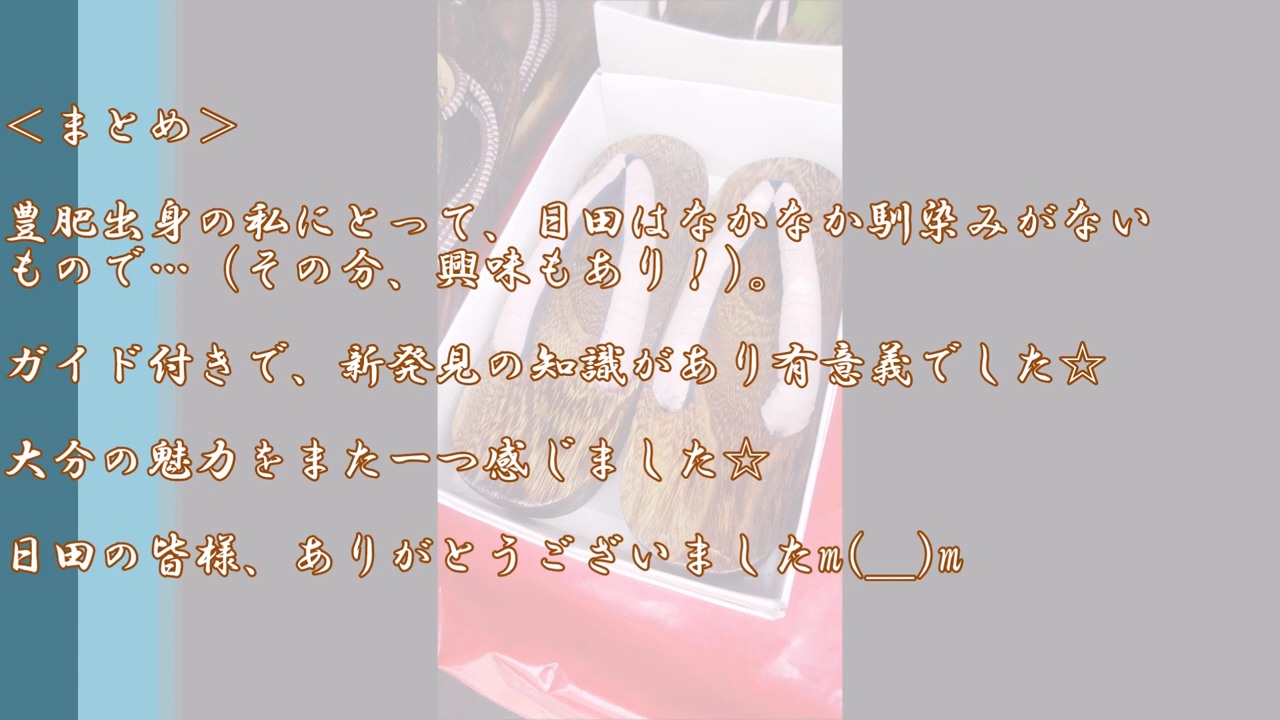 ＜まとめ＞
豊肥出身の私にとって、日田はなかなか馴染みがない
もので…（その分、興味もあり！）。
ガイド付きで、新発見の知識があり有意義でした☆
大分の魅力をまた一つ感じました☆
日田の皆様、ありがとうございましたm(__)m